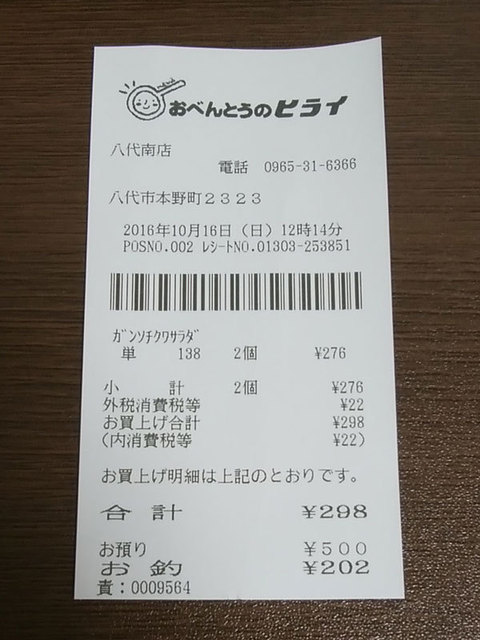 おべんとうのヒライ
八代南店
電話 0965-31-6366
八代市本野町2323
2016年10月16日（日）12時14分
POSNO.002 ﾚｼｰﾄNO.01303-253851
ｶﾞﾝｿﾁｸﾜｻﾗﾀﾞ
単 138 2個 ¥276
小 計 2個 ¥276
外税消費税等 ¥22
お買上げ合計 ¥298
(内消費税等 ¥22)
お買上げ明細は上記のとおりです。
合 計 ¥298
お預り ¥500
お 釣 ¥202
責:0009564